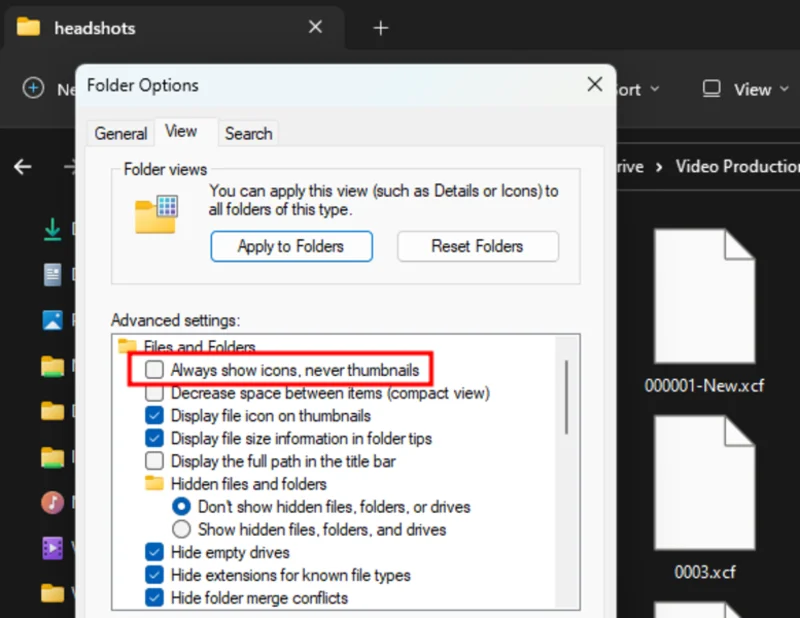 headshots
Folder Options
View
General
View
Search
Folder views
You can apply this view (such as Details or Icons) to
all folders of this type.
Apply to Folders
Reset Folders
Video Production
Advanced settings:
Files and Folders
Always show icons, never thumbnails
Decrease space between items (compact view)
Display file icon on thumbnails
Display file size information in folder tips
Display the full path in the title bar
Hidden files and folders
Don't show hidden files, folders, or drives
Show hidden files, folders, and drives
Hide empty drives
Hide extensions for known file types
Hide folder merge conflicts
000001-New.xcf
0003.xcf